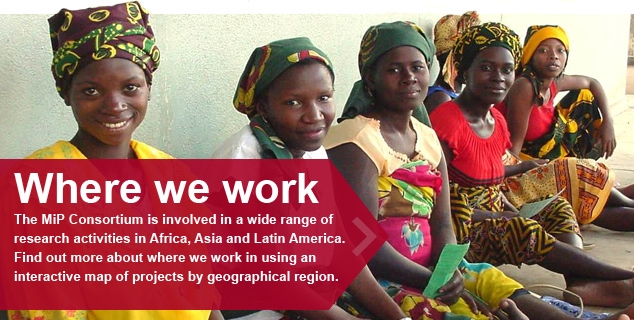 Where we work
The MiP Consortium is involved in a wide range of
research activities in Africa, Asia and Latin America.
Find out more about where we work in using an
interactive map of projects by geographical region.